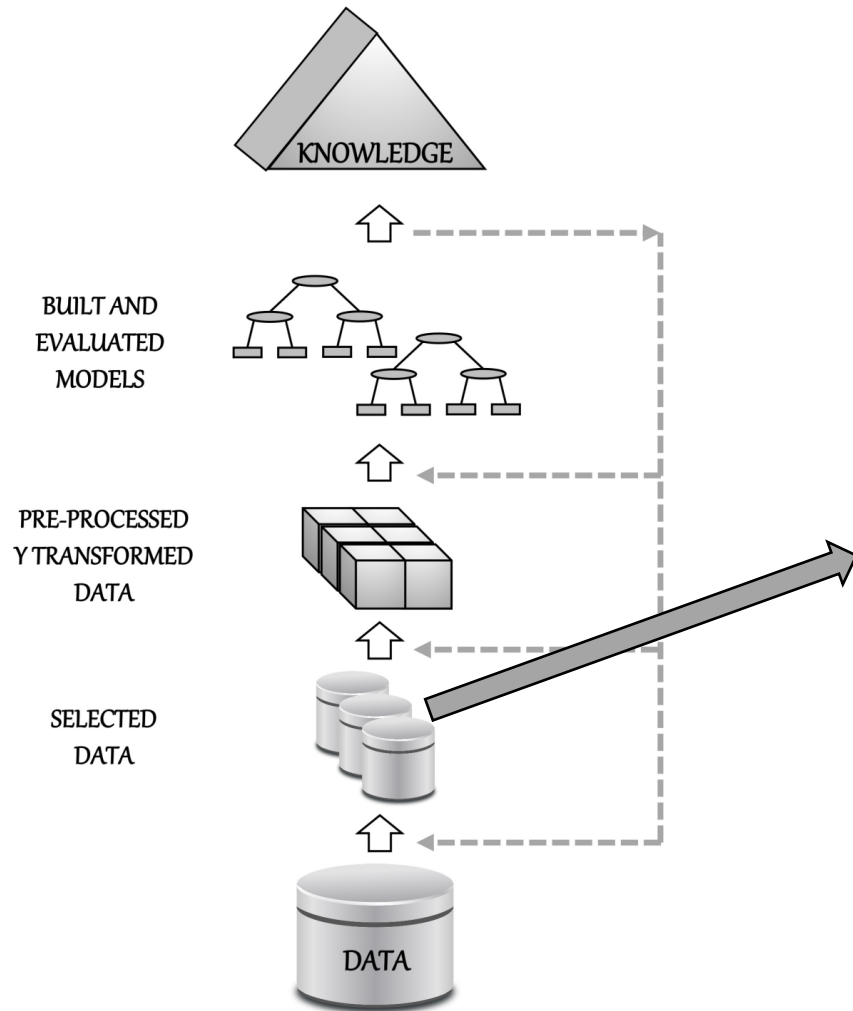 KNOWLEDGE
BUILT AND
EVALUATED
MODELS
PRE-PROCESSED
Y TRANSFORMED
DATA
SELECTED
DATA
DATA